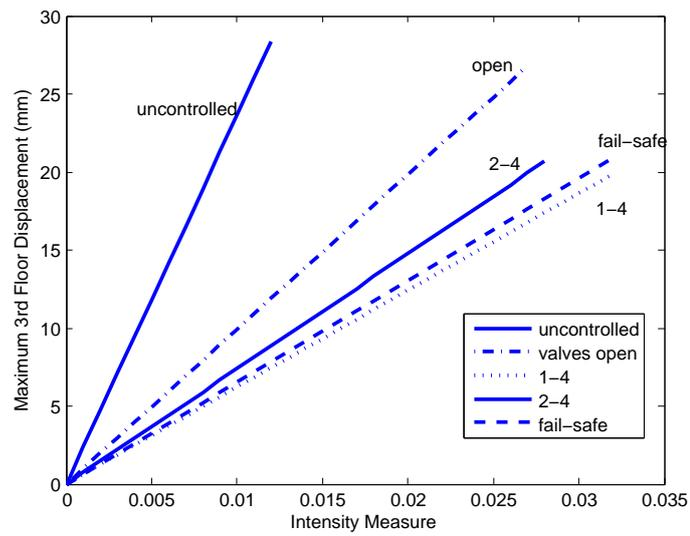 30
25
20
15
10
5
0
Maximum 3rd Floor Displacement (mm)
uncontrolled
open
2−4
fail−safe
1−4
uncontrolled
valves open
1−4
2−4
fail−safe
0 0.005 0.01 0.015 0.02 0.025 0.03 0.035
Intensity Measure